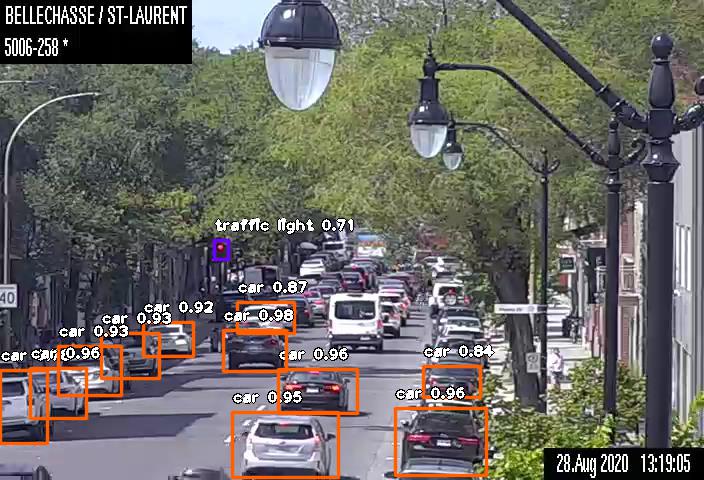 BELLECHASSE / ST-LAURENT
5006-258 *
traffic light 0.71
car 0.87
car 0.92
car 0.93
car 0.98
car 0.93
car 0.96
car 0.96
car 0.84
car 0.95
car 0.96
40
28.Aug 2020 13:19:05